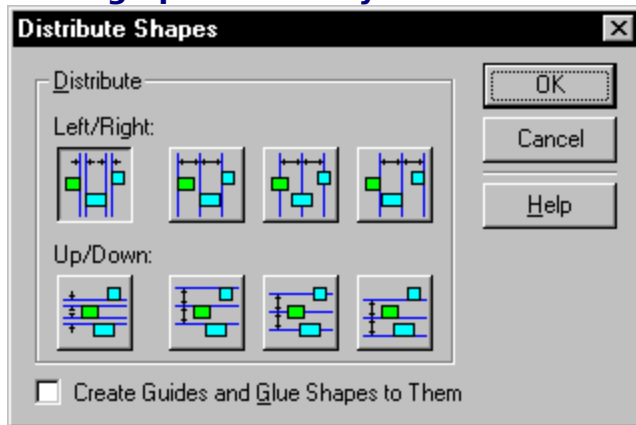 Distribute Shapes
Distribute
OK
Left/Right:
Cancel
Help
Up/Down:
Create Guides and Glue Shapes to Them